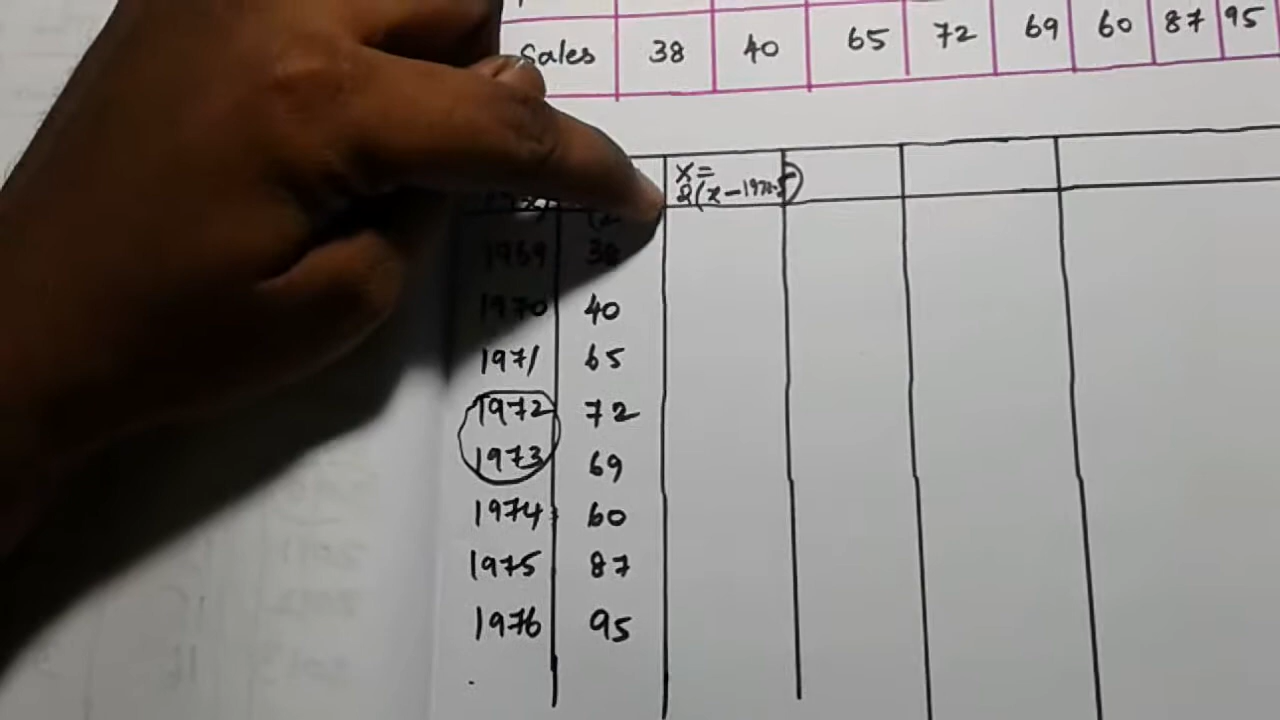 Sales 38 40 65 72 69 60 87 95
X=
2(x-1972.5)
1969 38
1970 40
1971 65
1972 72
1973 69
1974 60
1975 87
1976 95